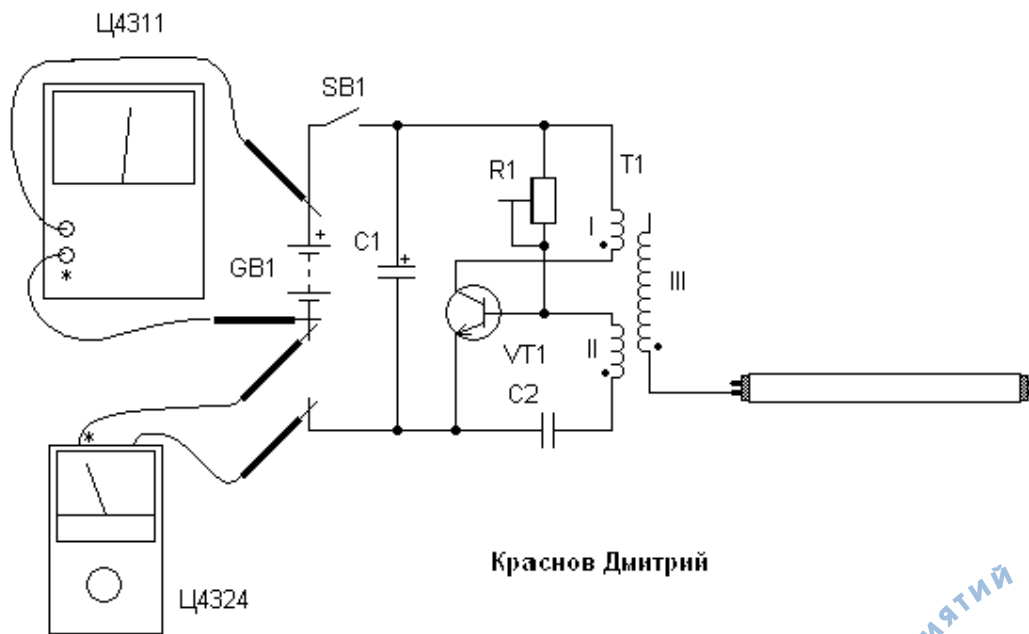 Ц4311
SB1
R1
T1
I
+
C1
+
GB1
III
*
VT1
II
C2
*
Краснов Дмитрий
Ц4324